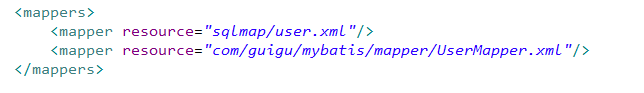 <mappers>
<mapper resource="sqlmap/user.xml"/>
<mapper resource="com/guigu/mybatis/mapper/UserMapper.xml"/>
</mappers>